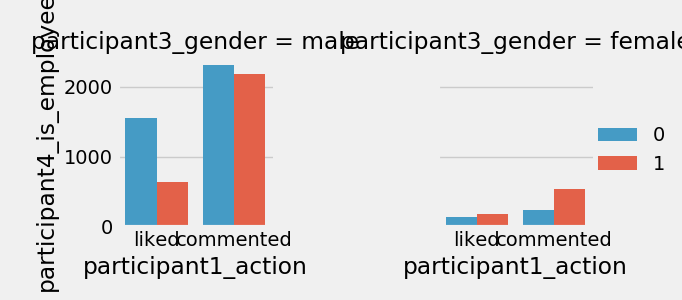 participant3_gender = male
participant3_gender = female
participant4_is_employee
2000
1000
0
liked
commented
liked
commented
participant1_action
participant1_action
0
1